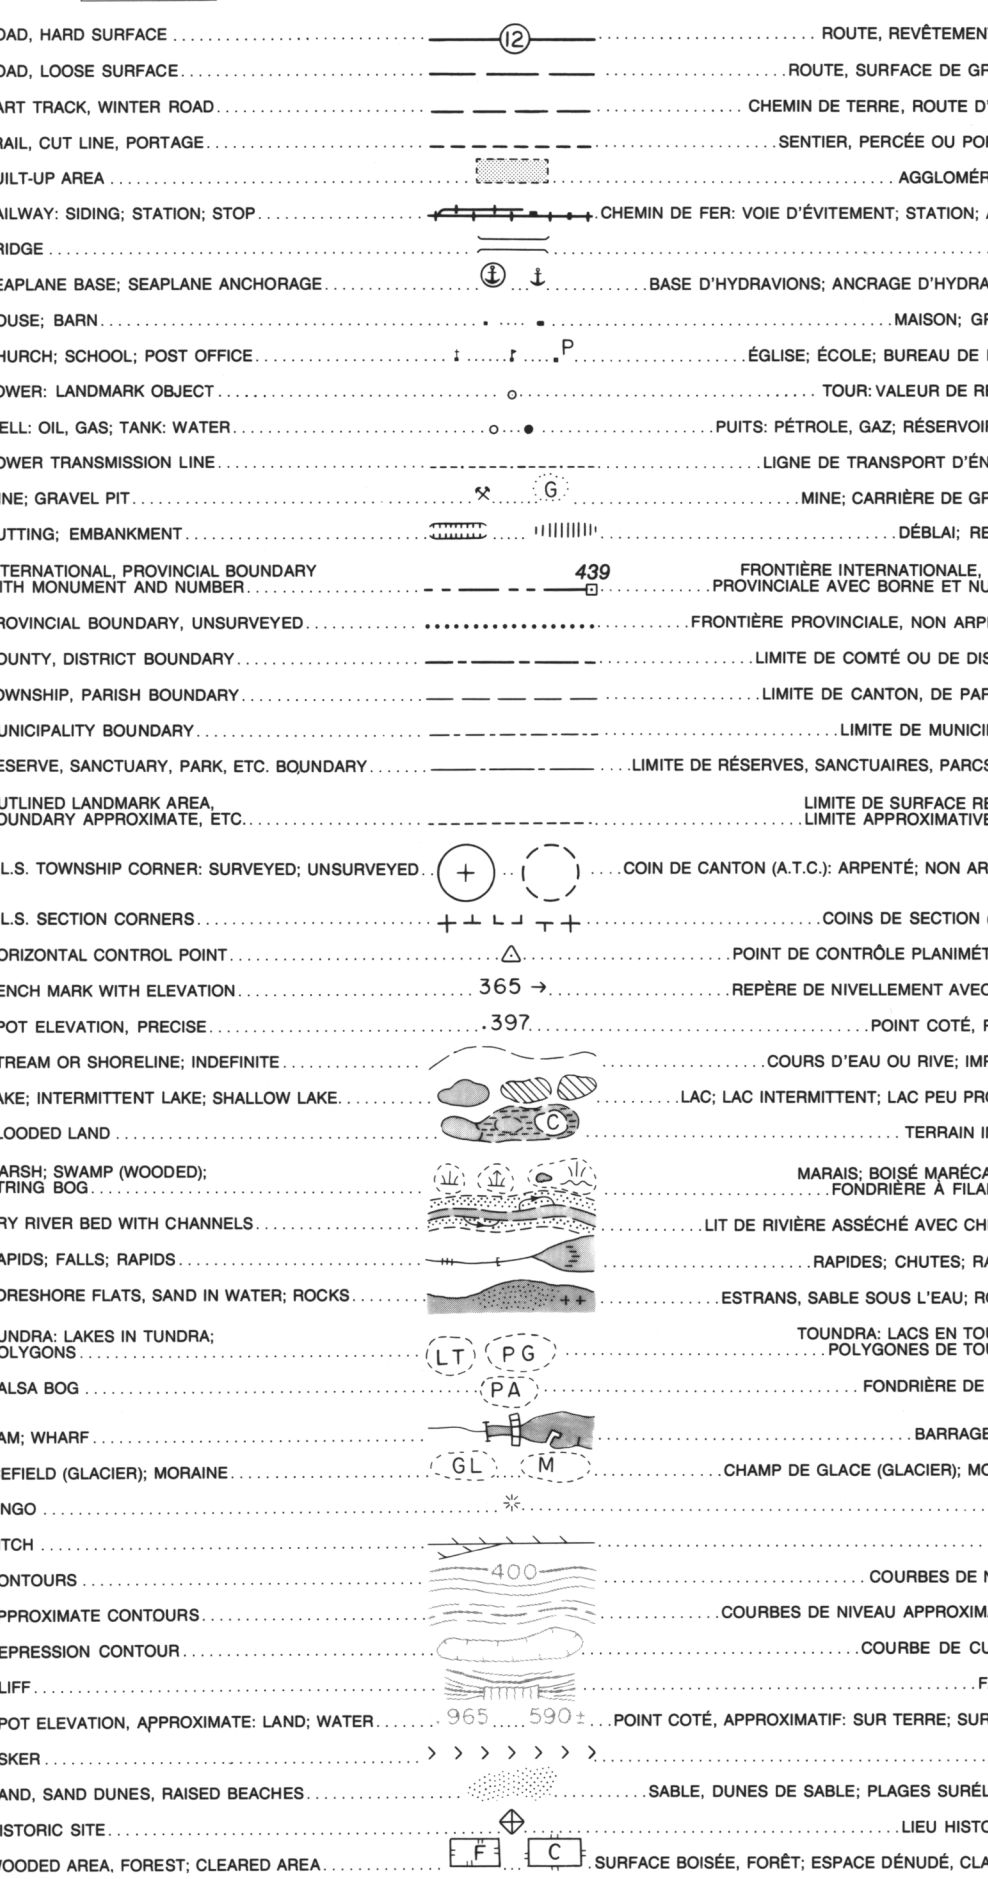 OAD, HARD SURFACE 12 ROUTE, REVÊTEMEN
OAD, LOOSE SURFACE ROUTE, SURFACE DE GR
ART TRACK, WINTER ROAD CHEMIN DE TERRE, ROUTE D'
RAIL, CUT LINE, PORTAGE SENTIER, PERCÉE OU PO
UILT-UP AREA AGGLOMÉR
AILWAY: SIDING; STATION; STOP CHEMIN DE FER: VOIE D'ÉVITEMENT; STATION;
RIDGE
EAPLANE BASE; SEAPLANE ANCHORAGE BASE D'HYDRAVIONS; ANCRAGE D'HYDRA
OUSE; BARN MAISON; GR
HURCH; SCHOOL; POST OFFICE P ÉGLISE; ÉCOLE; BUREAU DE
OWER: LANDMARK OBJECT TOUR: VALEUR DE RE
ELL: OIL, GAS; TANK: WATER PUITS: PÉTROLE, GAZ; RÉSERVOIR
OWER TRANSMISSION LINE LIGNE DE TRANSPORT D'ÉN
INE; GRAVEL PIT G MINE; CARRIÈRE DE GR
UTTING; EMBANKMENT DÉBLAI; RE
TERNATIONAL, PROVINCIAL BOUNDARY 439 FRONTIÈRE INTERNATIONALE,
ITH MONUMENT AND NUMBER PROVINCIALE AVEC BORNE ET NU
ROVINCIAL BOUNDARY, UNSURVEYED FRONTIÈRE PROVINCIALE, NON ARP
OUNTY, DISTRICT BOUNDARY LIMITE DE COMTÉ OU DE DIS
OWNSHIP, PARISH BOUNDARY LIMITE DE CANTON, DE PAR
UNICIPALITY BOUNDARY LIMITE DE MUNICI
ESERVE, SANCTUARY, PARK, ETC. BOUNDARY LIMITE DE RÉSERVES, SANCTUAIRES, PARCS
UTLINED LANDMARK AREA, LIMITE DE SURFACE RE
OUNDARY APPROXIMATE, ETC. LIMITE APPROXIMATIVE
L.S. TOWNSHIP CORNER: SURVEYED; UNSURVEYED COIN DE CANTON (A.T.C.): ARPENTÉ; NON AR
L.S. SECTION CORNERS COINS DE SECTION (
ORIZONTAL CONTROL POINT POINT DE CONTRÔLE PLANIMÉT
ENCH MARK WITH ELEVATION 365 → REPÈRE DE NIVELLEMENT AVEC
POT ELEVATION, PRECISE .397 POINT COTÉ, P
TREAM OR SHORELINE; INDEFINITE COURS D'EAU OU RIVE; IMP
AKE; INTERMITTENT LAKE; SHALLOW LAKE LAC; LAC INTERMITTENT; LAC PEU PRO
LOODED LAND C TERRAIN I
ARSH; SWAMP (WOODED); MARAIS; BOISÉ MARÉCA
TRING BOG FONDRIÈRE À FILA
RY RIVER BED WITH CHANNELS LIT DE RIVIÈRE ASSÉCHÉ AVEC CH
APIDS; FALLS; RAPIDS RAPIDES; CHUTES; RA
ORESHORE FLATS, SAND IN WATER; ROCKS ESTRANS, SABLE SOUS L'EAU; RO
UNDRA: LAKES IN TUNDRA; TOUNDRA: LACS EN TOU
OLYGONS LT PG POLYGONES DE TOU
ALSA BOG PA FONDRIÈRE DE
AM; WHARF BARRAGE
EFIELD (GLACIER); MORAINE GL M CHAMP DE GLACE (GLACIER); MO
NGO
ITCH
ONTOURS 400 COURBES DE N
PPROXIMATE CONTOURS COURBES DE NIVEAU APPROXIM
EPRESSION CONTOUR COURBE DE CU
LIFF F
POT ELEVATION, APPROXIMATE: LAND; WATER .965 590± POINT COTÉ, APPROXIMATIF: SUR TERRE; SUR
SKER
AND, SAND DUNES, RAISED BEACHES SABLE, DUNES DE SABLE; PLAGES SURÉL
ISTORIC SITE LIEU HISTO
OODED AREA, FOREST; CLEARED AREA F C SURFACE BOISÉE, FORÊT; ESPACE DÉNUDÉ, CLA